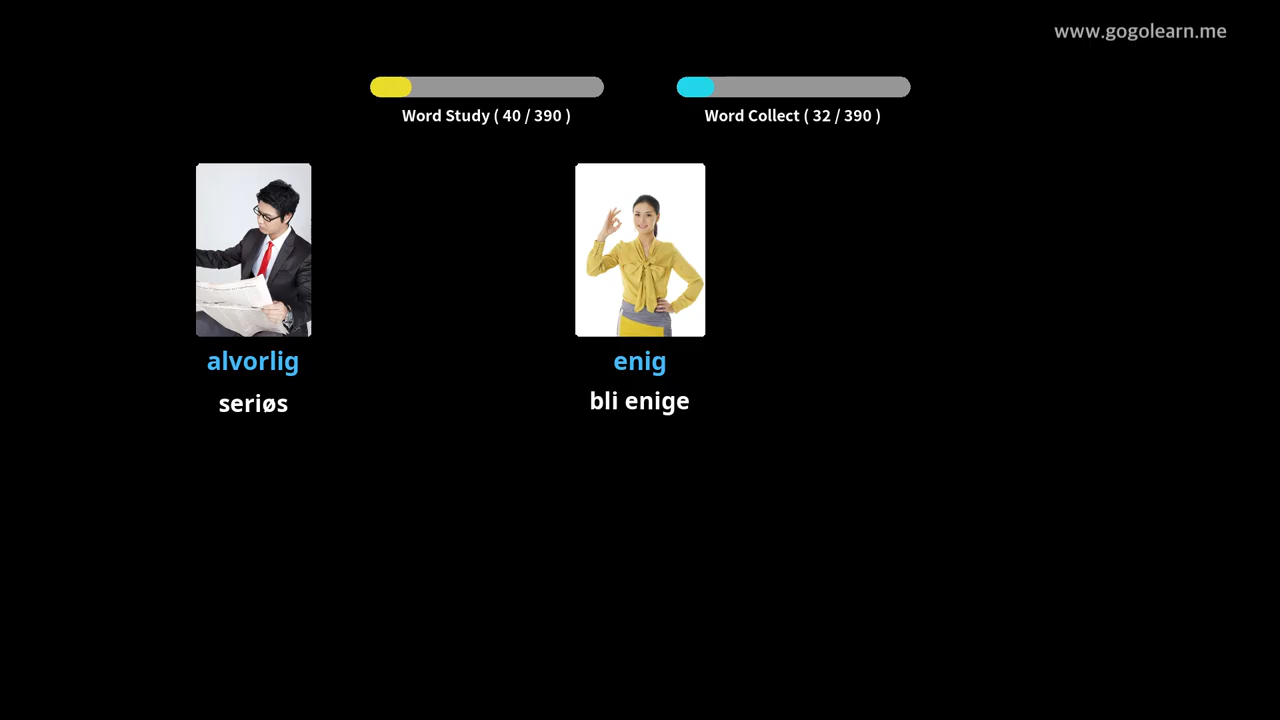 www.gogolearn.me
Word Study ( 40 / 390 )
Word Collect ( 32 / 390 )
alvorlig
seriøs
enig
bli enige